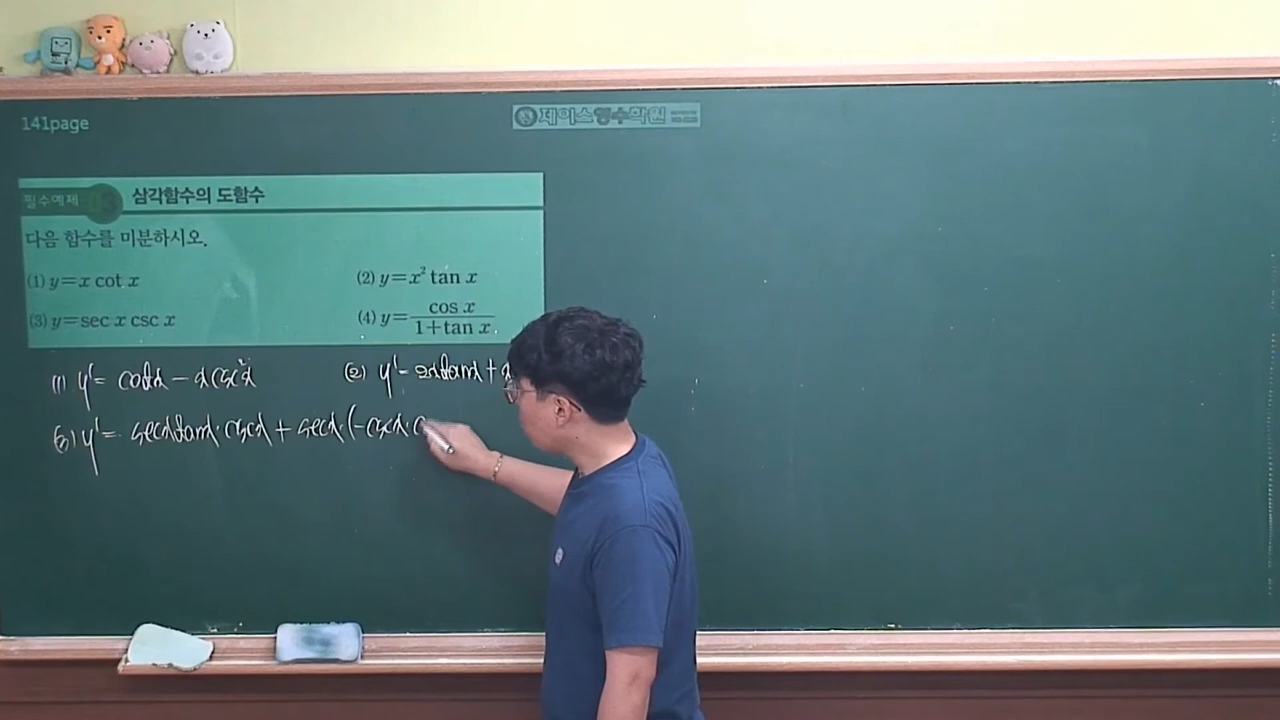 141page
제이스영수학원
필수예제 03 삼각함수의 도함수
다음 함수를 미분하시오.
(1) y=x cot x
(2) y=x² tan x
(3) y=sec x csc x
(4) y=cos x/1+tan x
(1) y'= cotx - xcsc²x
(2) y'= 2xtanx + x
(3) y'= secxtanx·cscx + secx·(-cscx·c